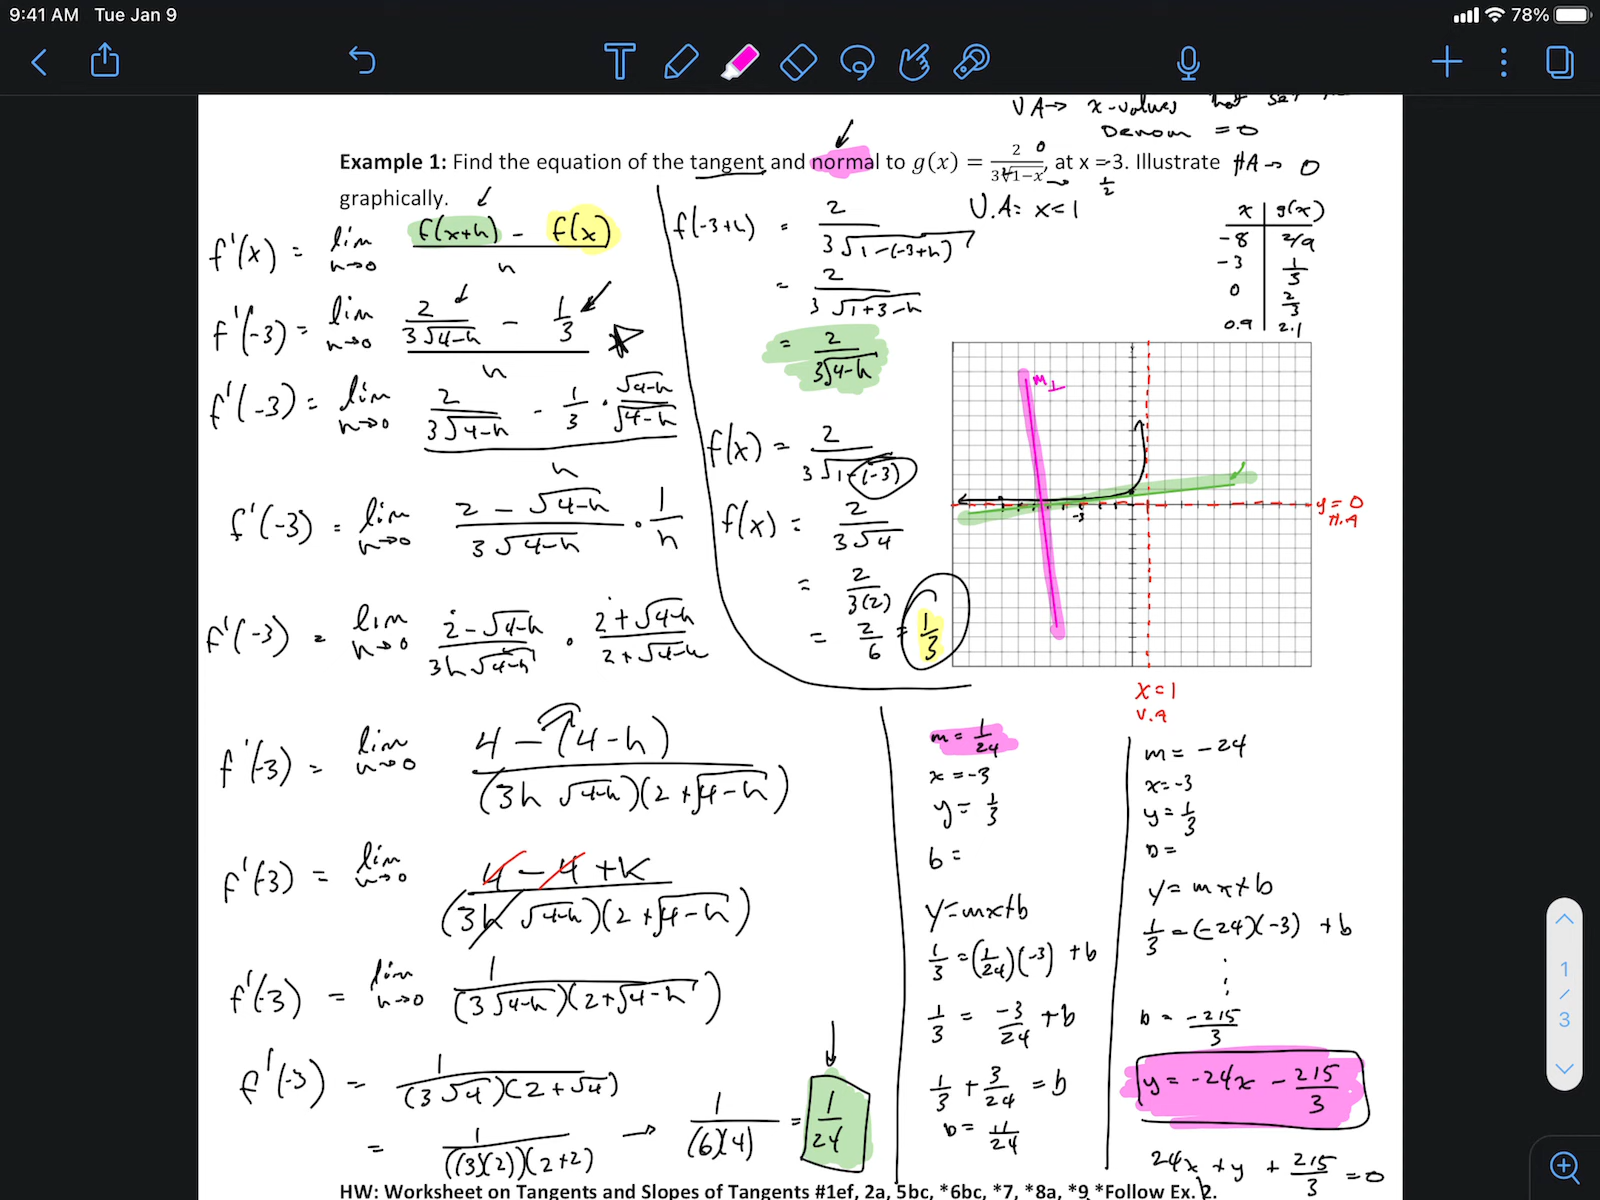 9:41 AM Tue Jan 9
78%
VA→ x-values that set
Denom = 0
Example 1: Find the equation of the tangent and normal to g(x) = 2/(3√(1−x)), at x = −3. Illustrate
graphically.
HA → 0
V.A: x<1
1/2
x | g(x)
-8 | 2/9
-3 | 1/3
0 | 2/3
0.9 | 2.1
f'(x) = lim h→0 (f(x+h) - f(x))/h
f'(-3) = lim h→0 (2/(3√(4-h)) - 1/3)/h
f'(-3) = lim h→0 (2/(3√(4-h)) - 1/3 · √(4-h)/√(4-h))/h
f'(-3) = lim h→0 (2 - √(4-h))/(3√(4-h)) · 1/h
f'(-3) = lim h→0 (2-√(4-h))/(3h√(4-h)) · (2+√(4-h))/(2+√(4-h))
f'(-3) = lim h→0 (4 - (4-h))/((3h√(4-h))(2+√(4-h)))
f'(-3) = lim h→0 (4 - 4 + h)/((3h√(4-h))(2+√(4-h)))
f'(-3) = lim h→0 1/((3√(4-h))(2+√(4-h)))
f'(-3) = 1/((3√4)(2+√4))
= 1/((3)(2))(2+2) → 1/((6)(4)) = 1/24
f(-3+h) = 2/(3√(1-(-3+h)))
= 2/(3√(1+3-h))
= 2/(3√(4-h))
f(x) = 2/(3√(1-(-3)))
f(x) = 2/(3√4)
= 2/(3(2))
= 2/6 = 1/3
m⊥
-3
y = 0
H.A
x = 1
V.A
m = 1/24
x = -3
y = 1/3
b =
y = mx+b
1/3 = (1/24)(-3) + b
1/3 = -3/24 + b
1/3 + 3/24 = b
b = 11/24
m = -24
x = -3
y = 1/3
b =
y = mx+b
1/3 = (-24)(-3) + b
b = -215/3
y = -24x - 215/3
24x + y + 215/3 = 0
1
/
3
HW: Worksheet on Tangents and Slopes of Tangents #1ef, 2a, 5bc, *6bc, *7, *8a, *9 *Follow Ex. 2.